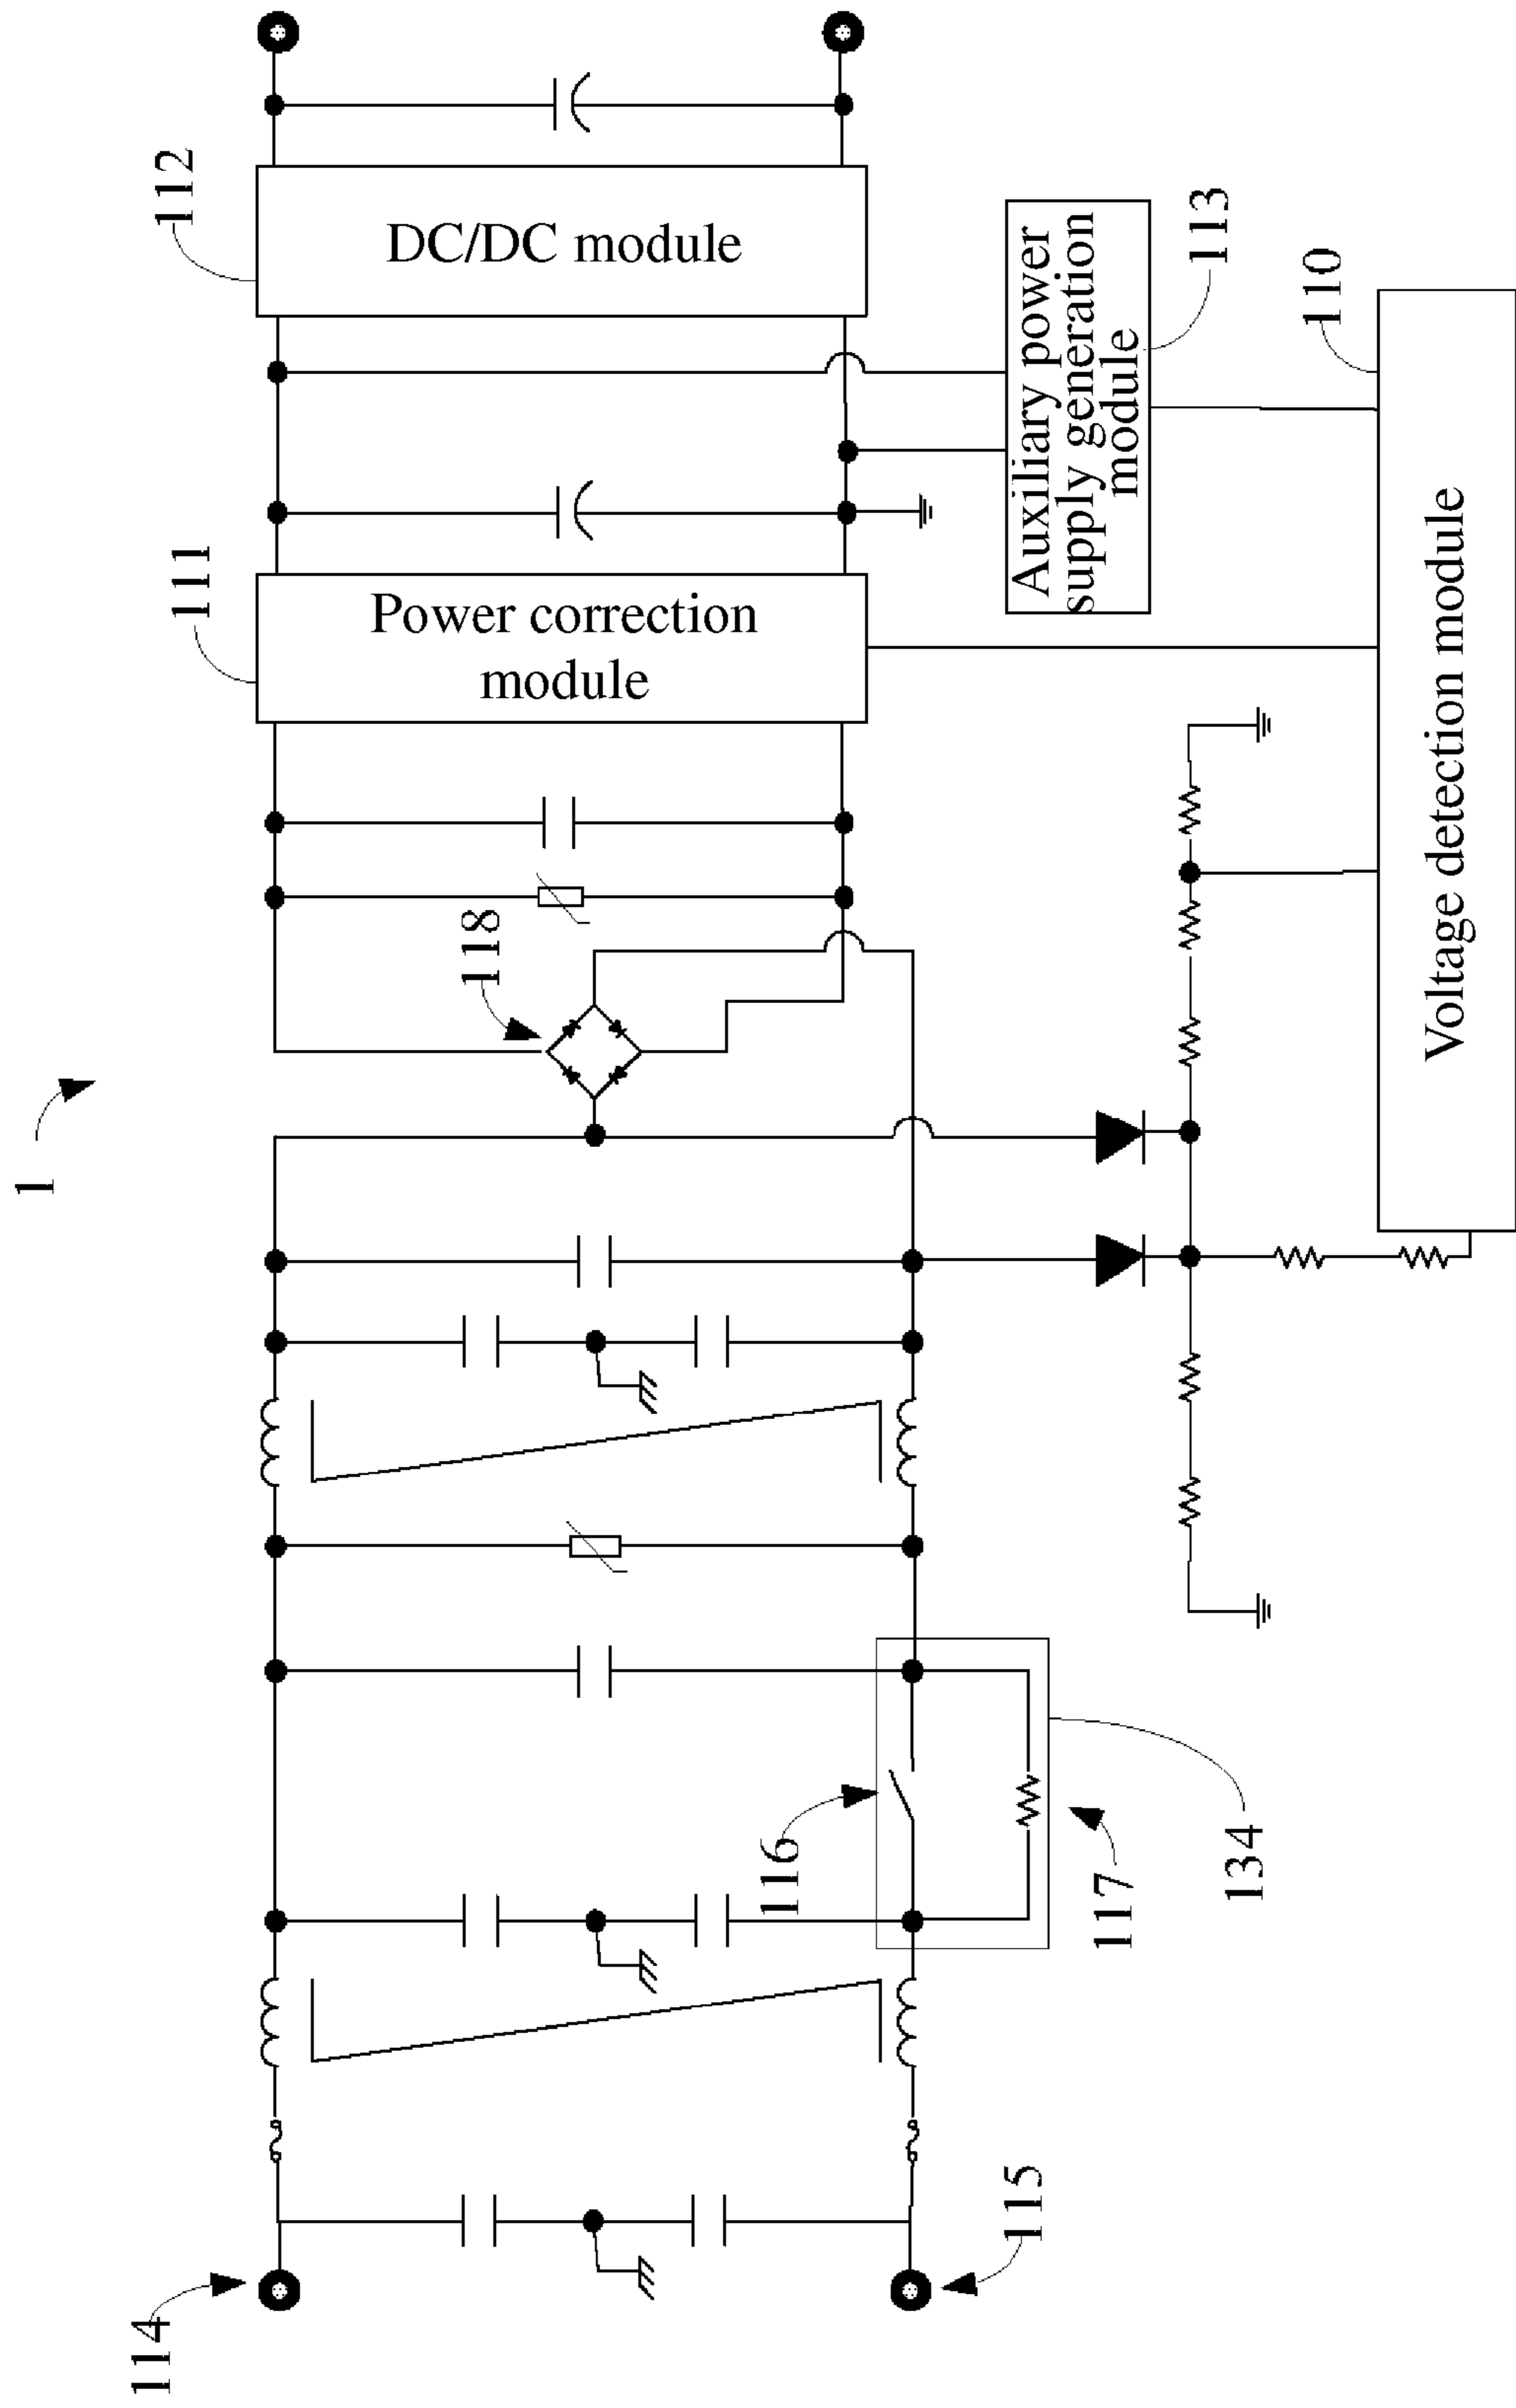 1
112
DC/DC module
111
Power correction
module
113
Auxiliary power
supply generation
module
110
Voltage detection module
118
116
117
134
114
115